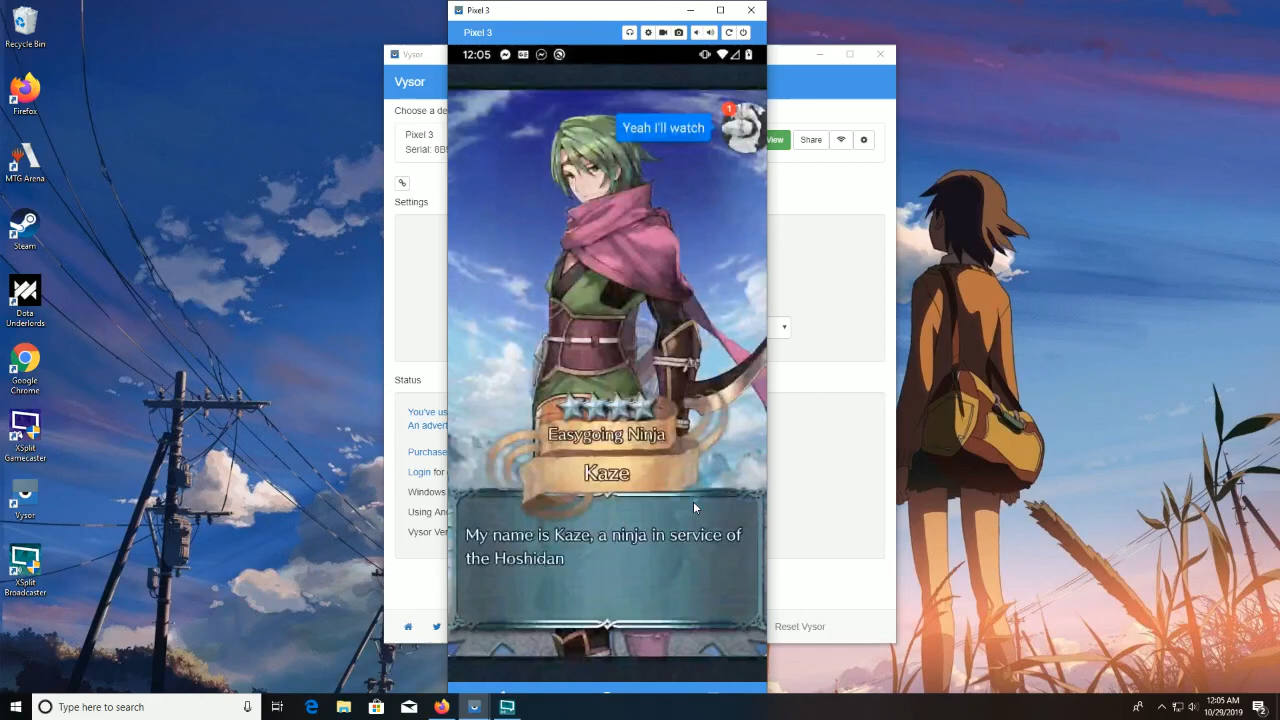 Recycle Bin
Firefox
MTG Arena
Steam
Dota
Underlords
Google
Chrome
XSplit
Gamecaster
Vysor
XSplit
Broadcaster
Vysor
Vysor
Choose a de
Pixel 3
View
Share
Settings
Status
You've us
An advert
Purchase
Login for
Windows
Using And
Vysor Ver
Reset Vysor
Pixel 3
Pixel 3
12:05
1
Yeah I'll watch
Easygoing Ninja
Kaze
My name is Kaze, a ninja in service of
the Hoshidan
Type here to search
12:05 AM
10/29/2019
2